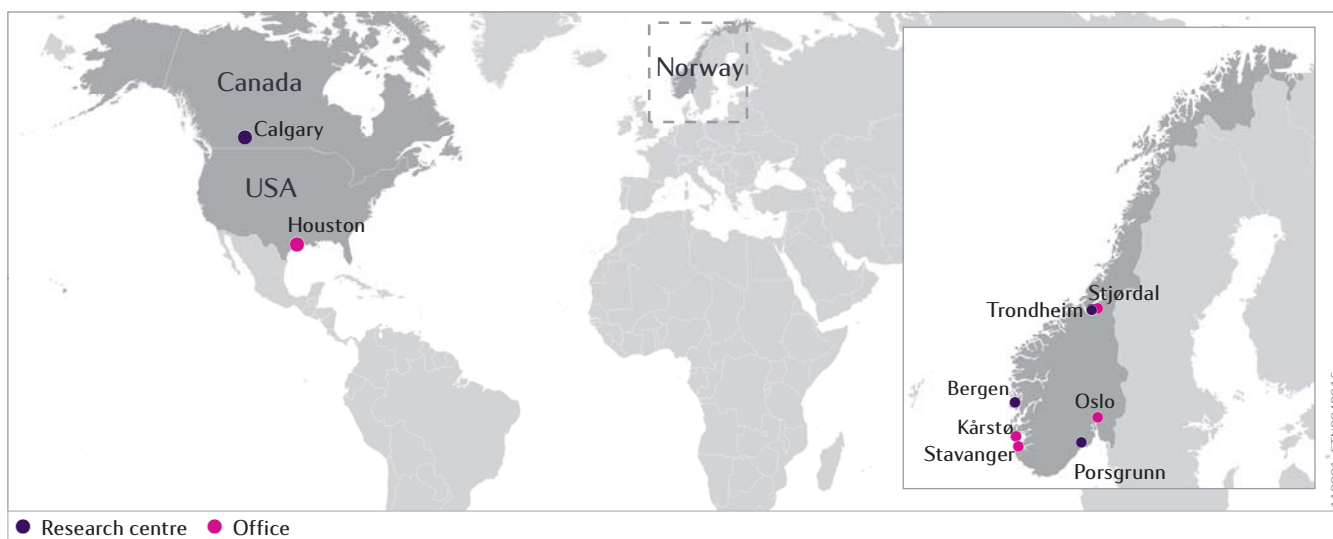 Canada
Norway
Calgary
USA
Houston
Stjørdal
Trondheim
Bergen
Oslo
Kårstø
Stavanger
Porsgrunn
Research centre
Office